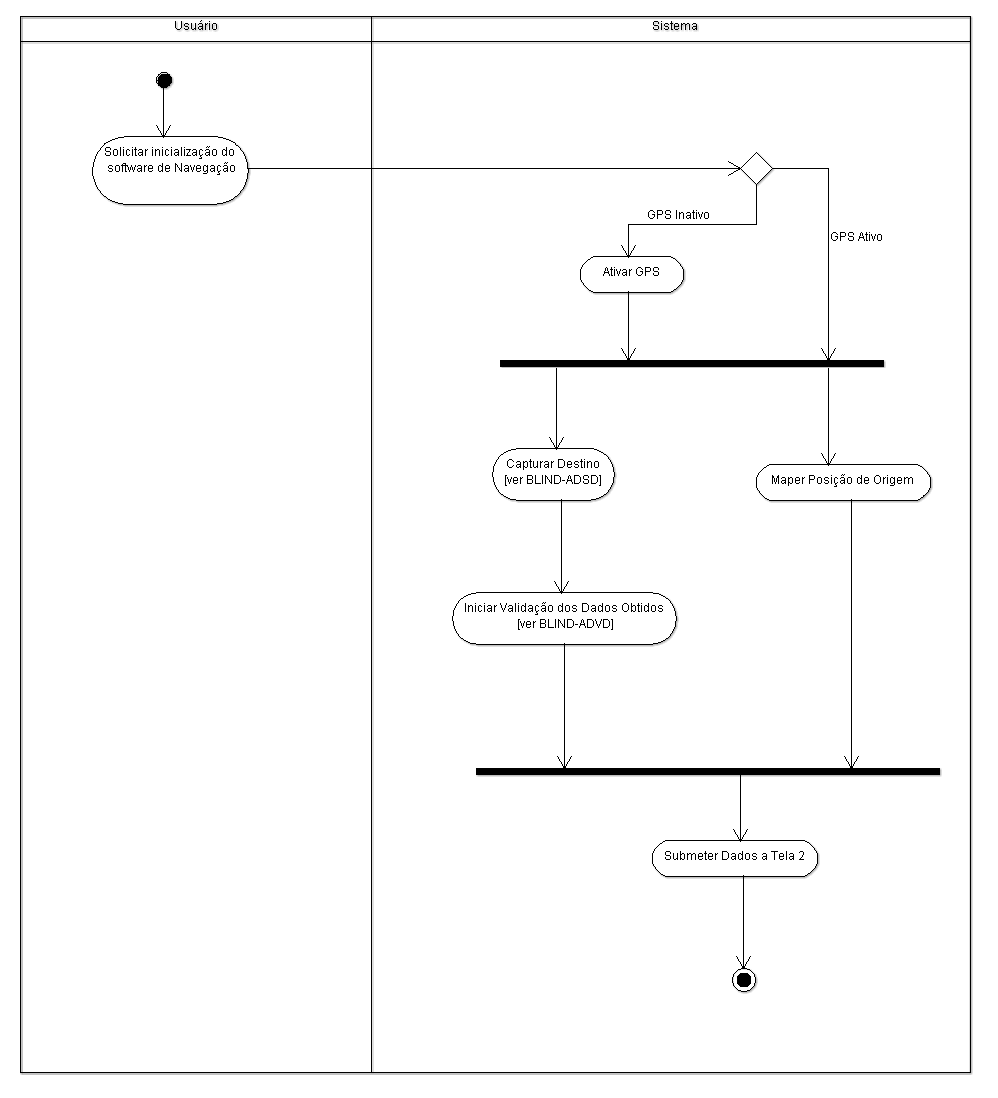 Usuário
Sistema
Solicitar inicialização do
software de Navegação
GPS Inativo
GPS Ativo
Ativar GPS
Capturar Destino
[ver BLIND-ADSD]
Maper Posição de Origem
Iniciar Validação dos Dados Obtidos
[ver BLIND-ADVD]
Submeter Dados a Tela 2